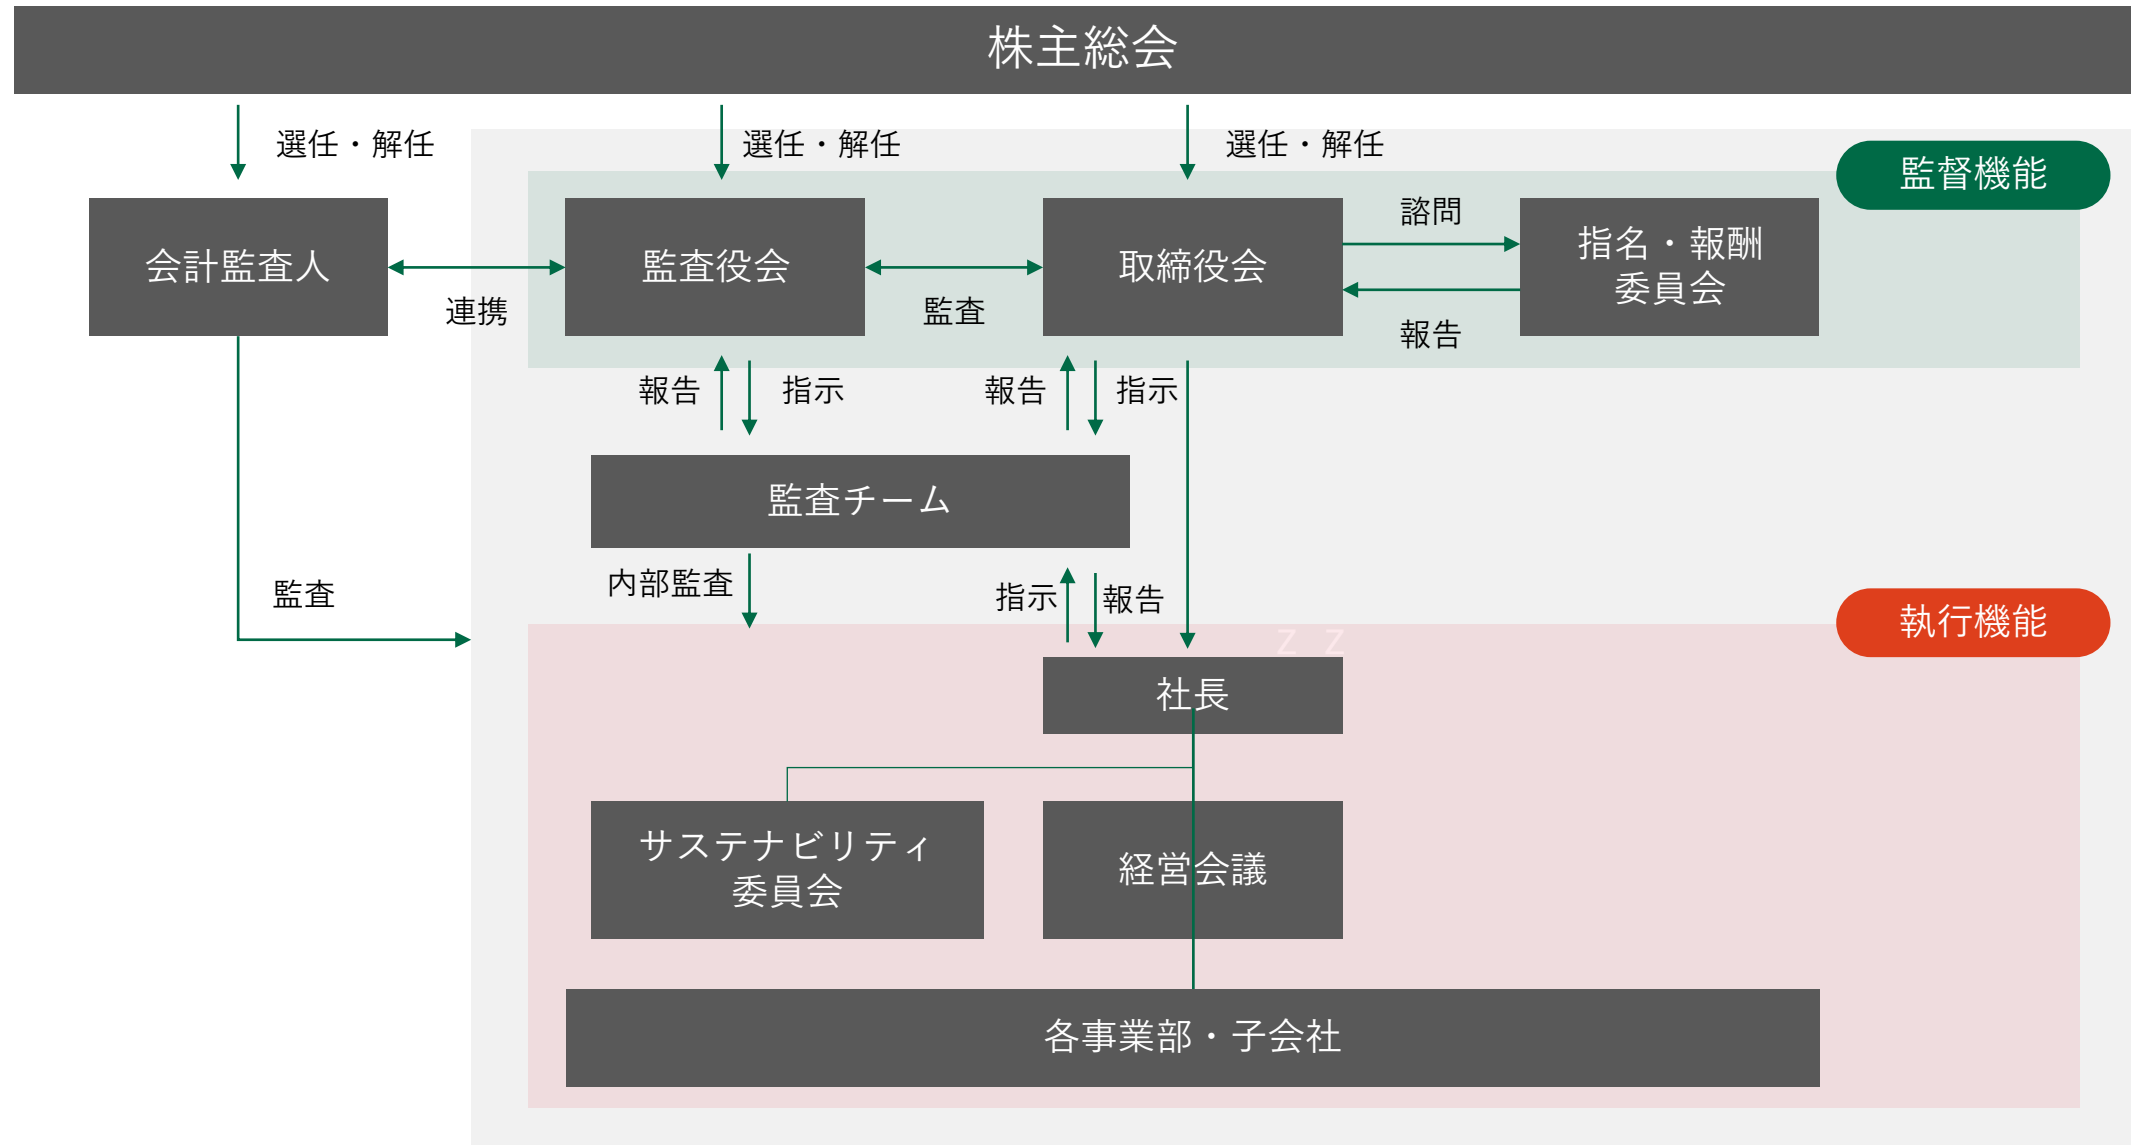 株主総会
選任・解任
選任・解任
選任・解任
監督機能
会計監査人
連携
監査役会
監査
取締役会
諮問
報告
指名・報酬
委員会
報告
指示
報告
指示
監査チーム
監査
内部監査
指示
報告
執行機能
z z
社長
サステナビリティ
委員会
経営会議
各事業部・子会社